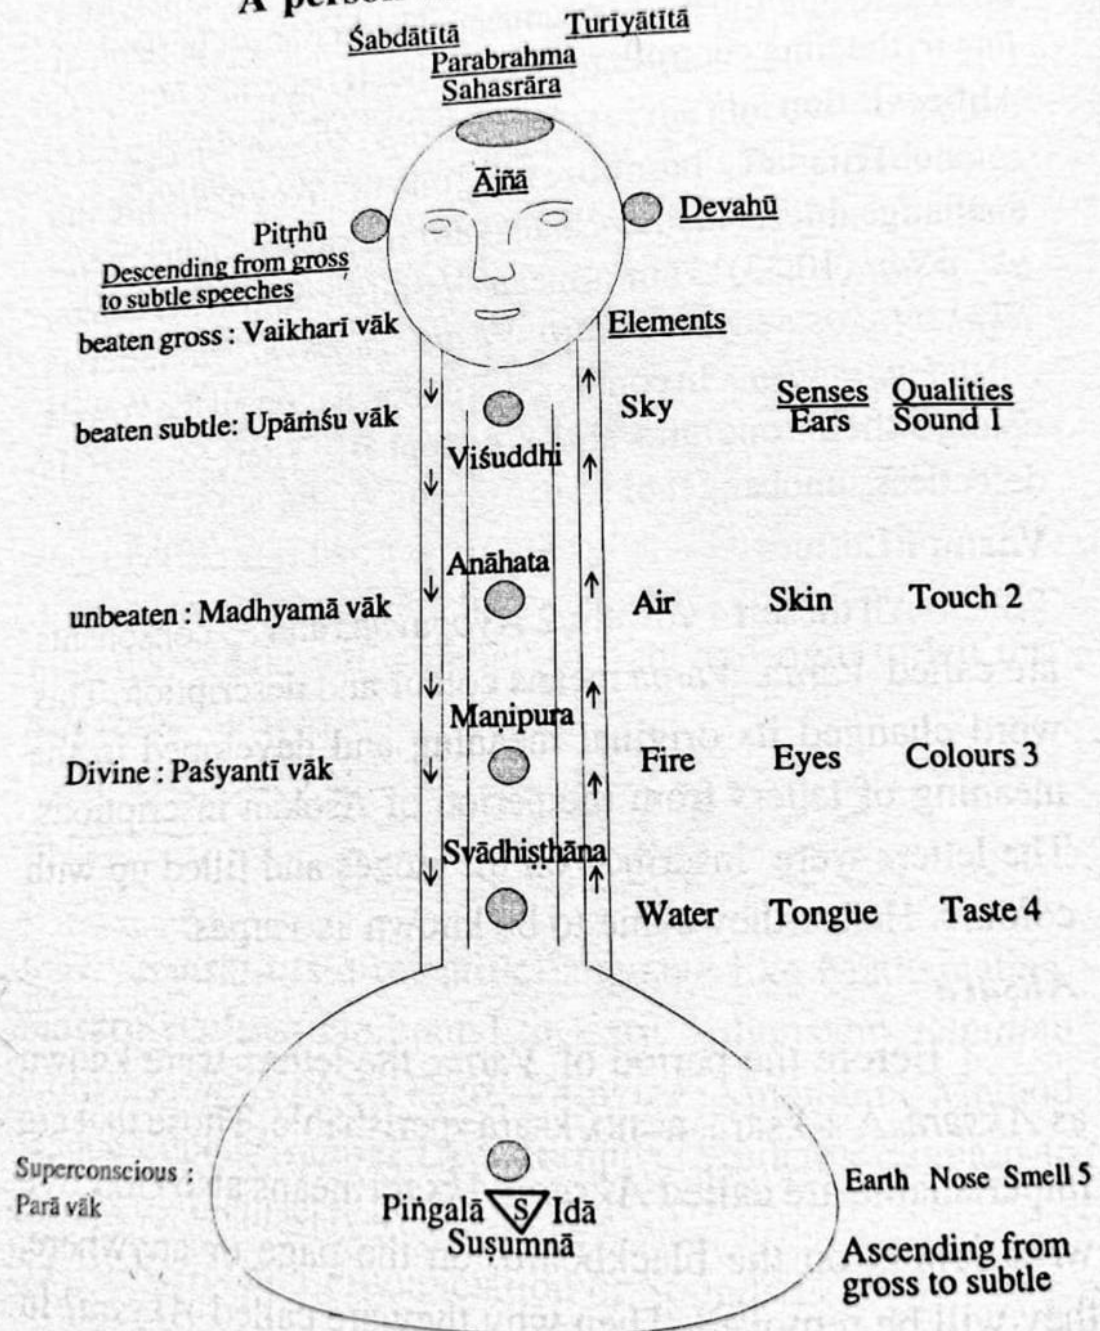 A person
Śabdātītā Turīyātītā
Parabrahma
Sahasrāra
Ājñā
Pitṛhū Devahū
Descending from gross
to subtle speeches
beaten gross : Vaikharī vāk Elements
Senses Qualities
beaten subtle: Upāṁśu vāk Sky Ears Sound 1
Viśuddhi
Anāhata
unbeaten : Madhyamā vāk Air Skin Touch 2
Maṇipura
Divine : Paśyantī vāk Fire Eyes Colours 3
Svādhiṣṭhāna
Water Tongue Taste 4
Superconscious :
Parā vāk
Earth Nose Smell 5
Piṅgalā S Idā
Suṣumnā
Ascending from
gross to subtle